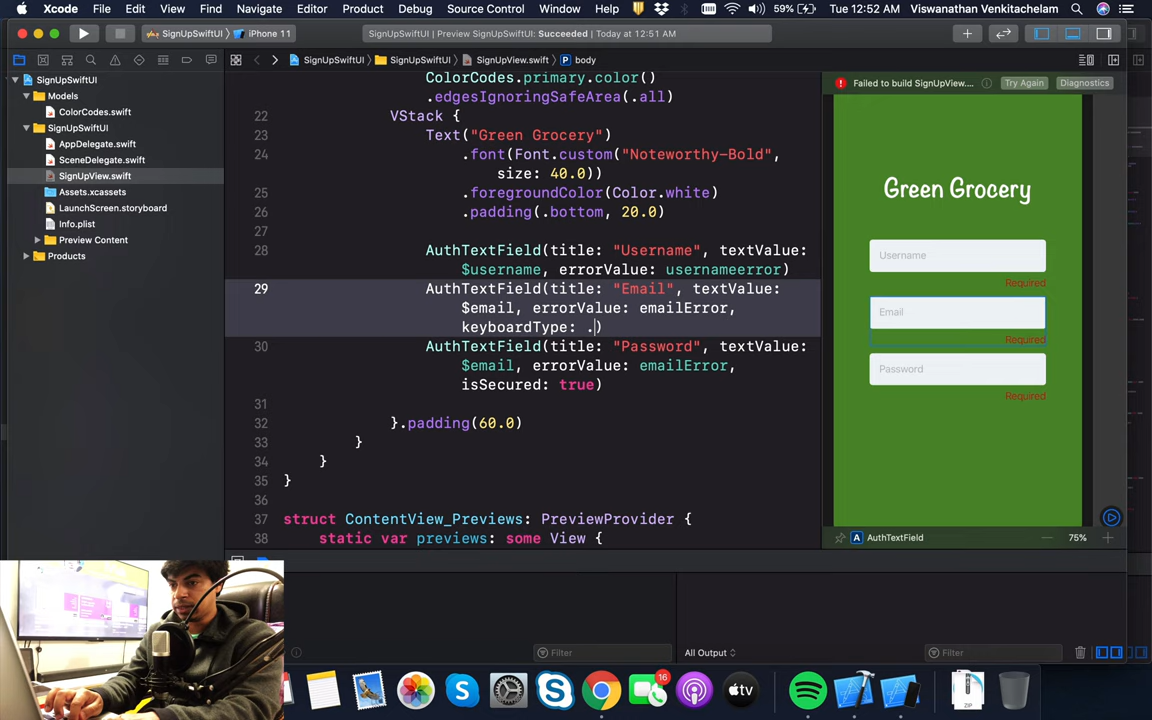 Xcode File Edit View Find Navigate Editor Product Debug Source Control Window Help 59% Tue 12:52 AM Viswanathan Venkitachelam
SignUpSwiftUI iPhone 11 SignUpSwiftUI | Preview SignUpSwiftUI: Succeeded | Today at 12:51 AM
SignUpSwiftUI SignUpSwiftUI SignUpView.swift body
SignUpSwiftUI
Models
ColorCodes.swift
SignUpSwiftUI
AppDelegate.swift
SceneDelegate.swift
SignUpView.swift
Assets.xcassets
LaunchScreen.storyboard
Info.plist
Preview Content
Products
ColorCodes.primary.color()
.edgesIgnoringSafeArea(.all)
22 VStack {
23 Text("Green Grocery")
24 .font(Font.custom("Noteworthy-Bold",
size: 40.0))
25 .foregroundColor(Color.white)
26 .padding(.bottom, 20.0)
27
28 AuthTextField(title: "Username", textValue:
$username, errorValue: usernameerror)
29 AuthTextField(title: "Email", textValue:
$email, errorValue: emailError,
keyboardType: .)
30 AuthTextField(title: "Password", textValue:
$email, errorValue: emailError,
isSecured: true)
31
32 }.padding(60.0)
33 }
34 }
35 }
36
37 struct ContentView_Previews: PreviewProvider {
38 static var previews: some View {
Failed to build SignUpView.... Try Again Diagnostics
Green Grocery
Username
Required
Email
Required
Password
Required
AuthTextField 75%
Filter All Output Filter
16
ZIP